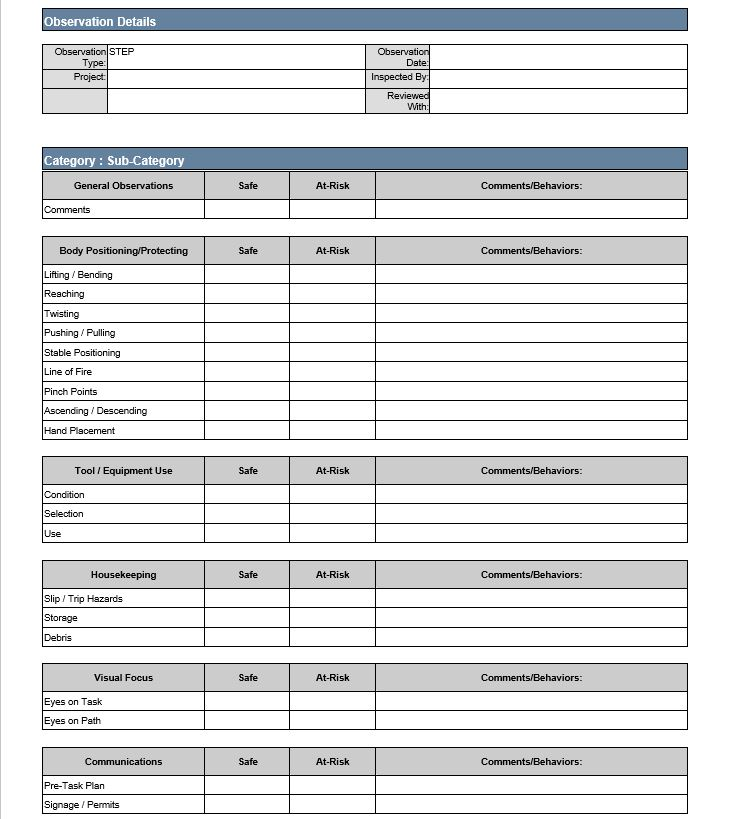 Observation Details
Observation Type: STEP Observation Date:
Project: Inspected By:
Reviewed With:
Category : Sub-Category
General Observations Safe At-Risk Comments/Behaviors:
Comments
Body Positioning/Protecting Safe At-Risk Comments/Behaviors:
Lifting / Bending
Reaching
Twisting
Pushing / Pulling
Stable Positioning
Line of Fire
Pinch Points
Ascending / Descending
Hand Placement
Tool / Equipment Use Safe At-Risk Comments/Behaviors:
Condition
Selection
Use
Housekeeping Safe At-Risk Comments/Behaviors:
Slip / Trip Hazards
Storage
Debris
Visual Focus Safe At-Risk Comments/Behaviors:
Eyes on Task
Eyes on Path
Communications Safe At-Risk Comments/Behaviors:
Pre-Task Plan
Signage / Permits